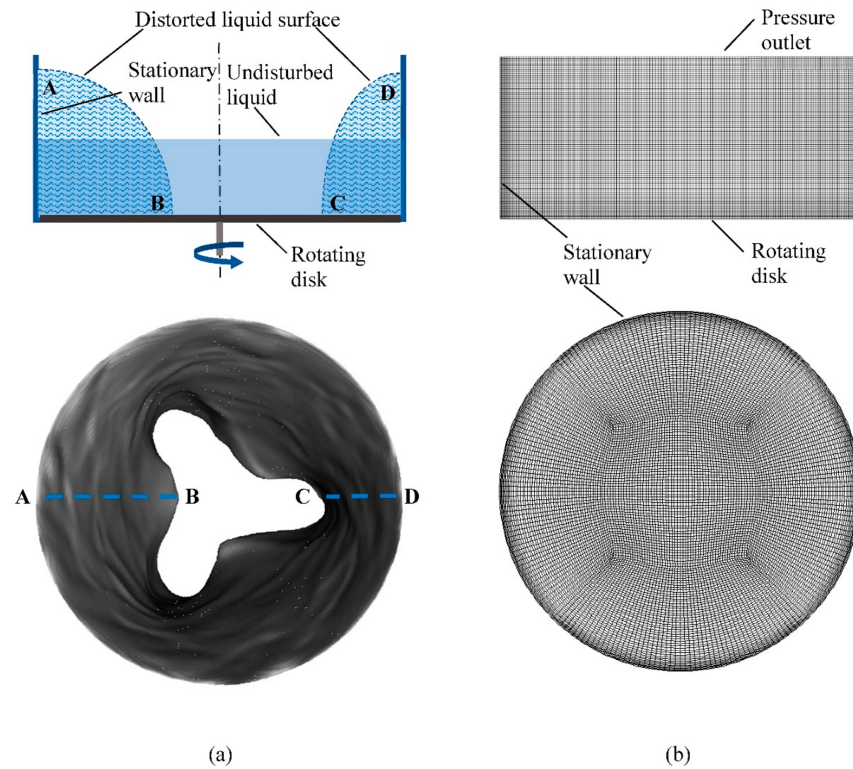 Distorted liquid surface
A
Stationary
wall
Undisturbed
liquid
D
B
C
Rotating
disk
A
B
C
D
(a)
Pressure
outlet
Stationary
wall
Rotating
disk
(b)